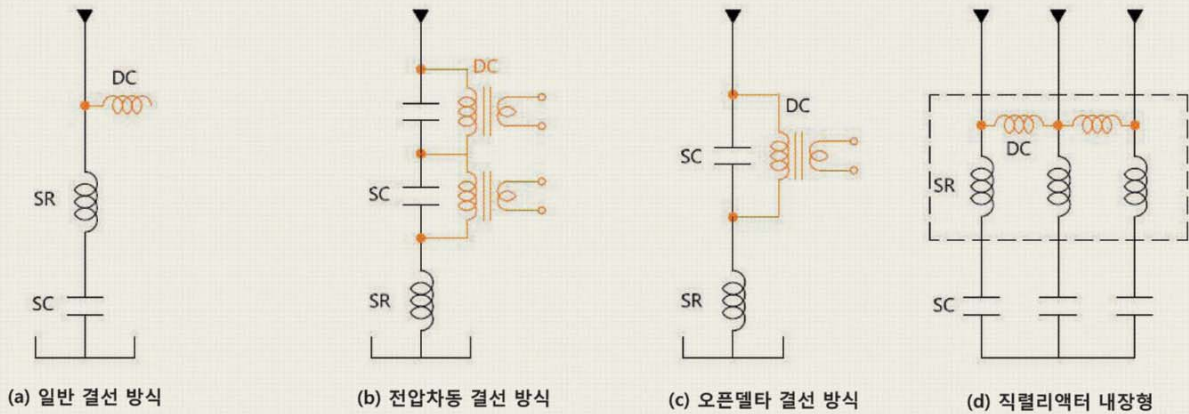 DC
SR
SC
(a) 일반 결선 방식
DC
SC
SR
(b) 전압차동 결선 방식
DC
SC
SR
(c) 오픈델타 결선 방식
DC
SR
SC
(d) 직렬리액터 내장형